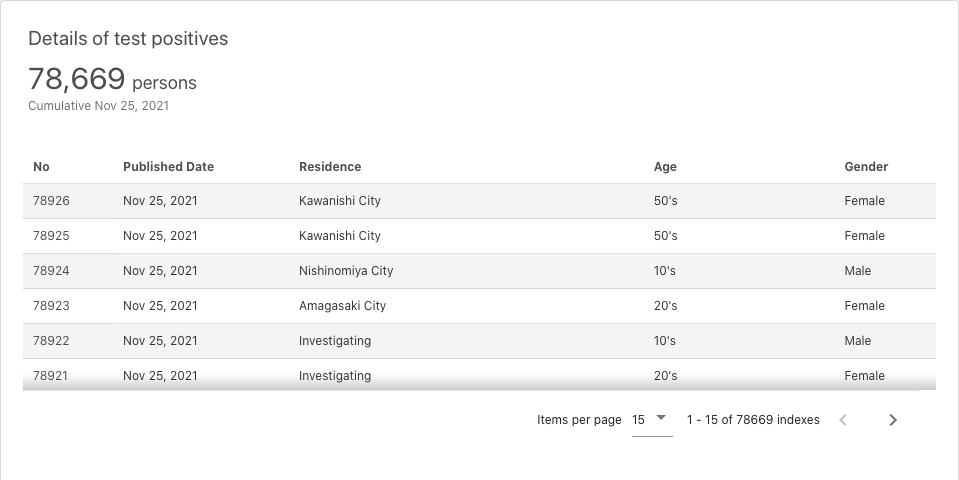 Details of test positives
78,669 persons
Cumulative Nov 25, 2021
No Published Date Residence Age Gender
78926 Nov 25, 2021 Kawanishi City 50's Female
78925 Nov 25, 2021 Kawanishi City 50's Female
78924 Nov 25, 2021 Nishinomiya City 10's Male
78923 Nov 25, 2021 Amagasaki City 20's Female
78922 Nov 25, 2021 Investigating 10's Male
78921 Nov 25, 2021 Investigating 20's Female
Items per page 15 1 - 15 of 78669 indexes